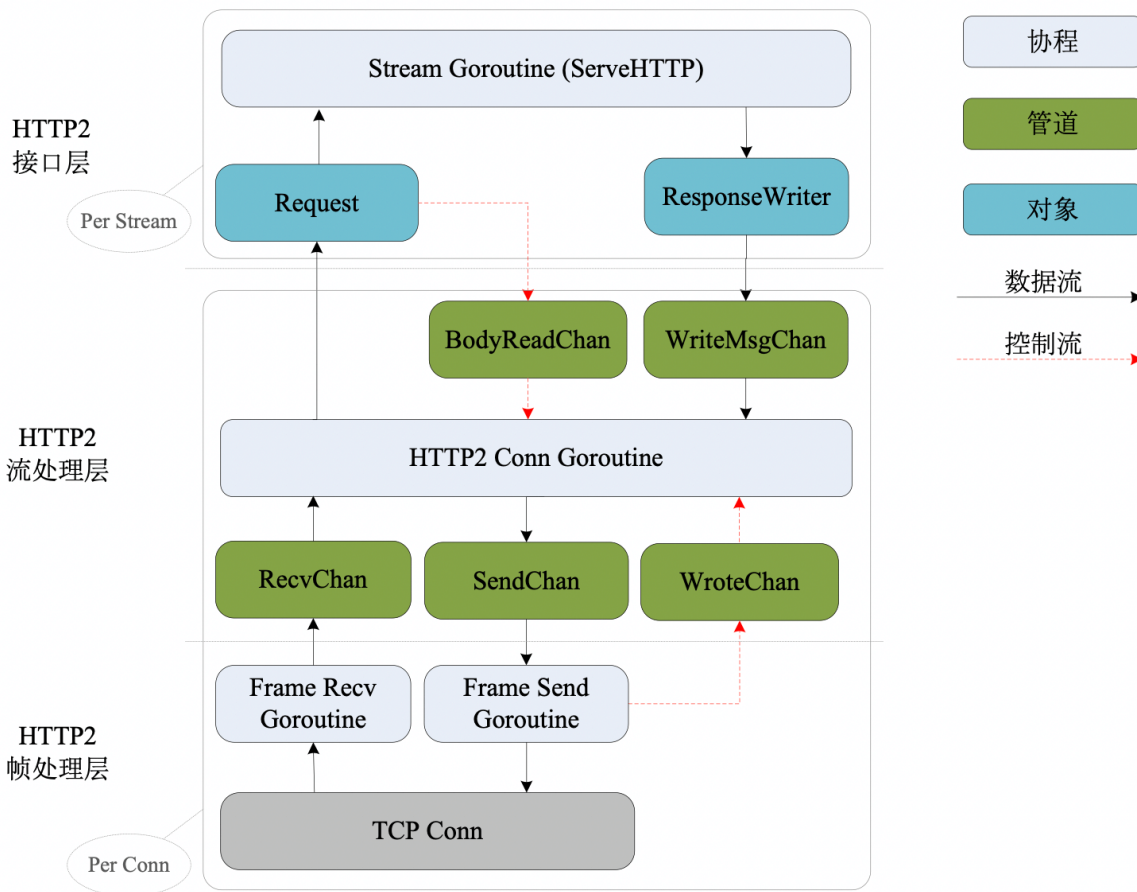 Stream Goroutine (ServeHTTP)
HTTP2
接口层
Per Stream
Request
ResponseWriter
BodyReadChan
WriteMsgChan
HTTP2
流处理层
HTTP2 Conn Goroutine
RecvChan
SendChan
WroteChan
HTTP2
帧处理层
Frame Recv
Goroutine
Frame Send
Goroutine
TCP Conn
Per Conn
协程
管道
对象
数据流
控制流